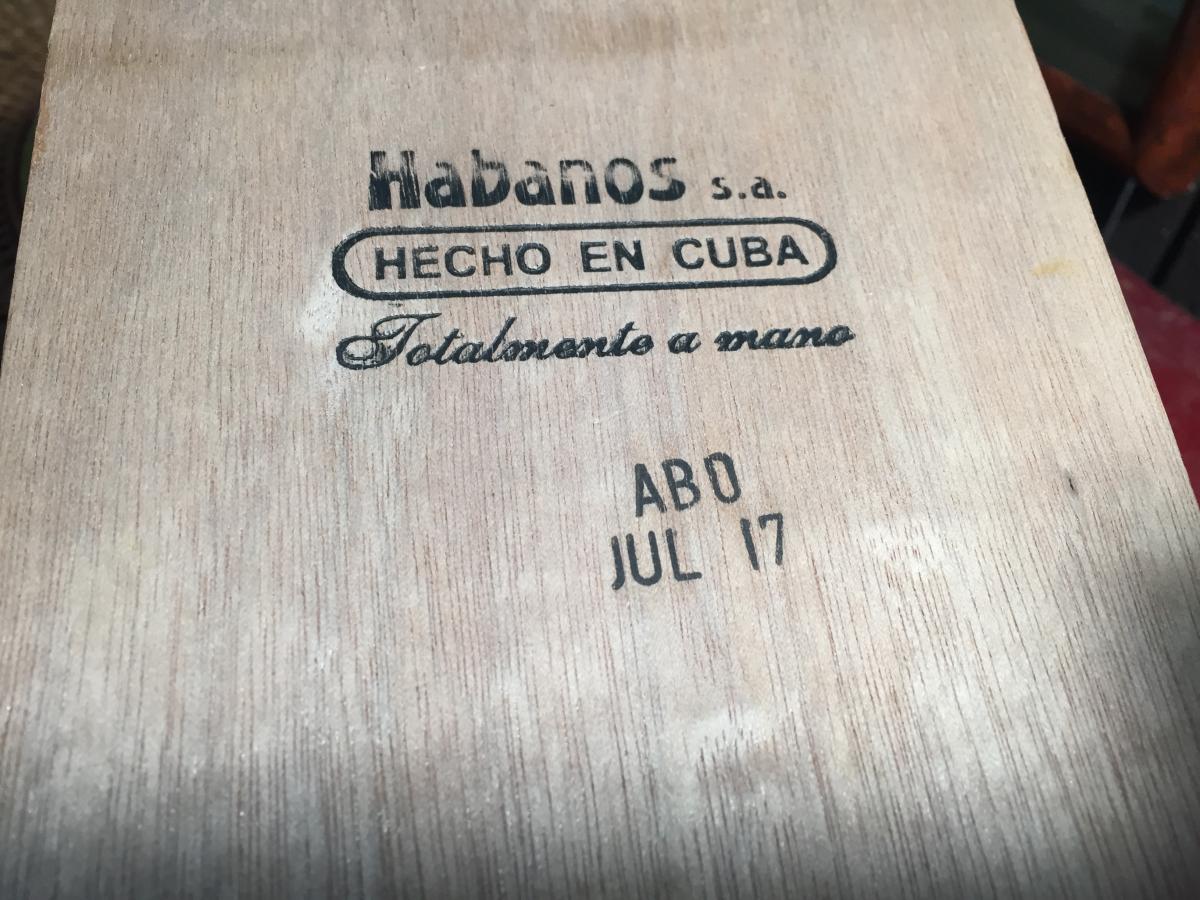 Habanos s.a.
HECHO EN CUBA
Totalmente a mano
ABO
JUL 17